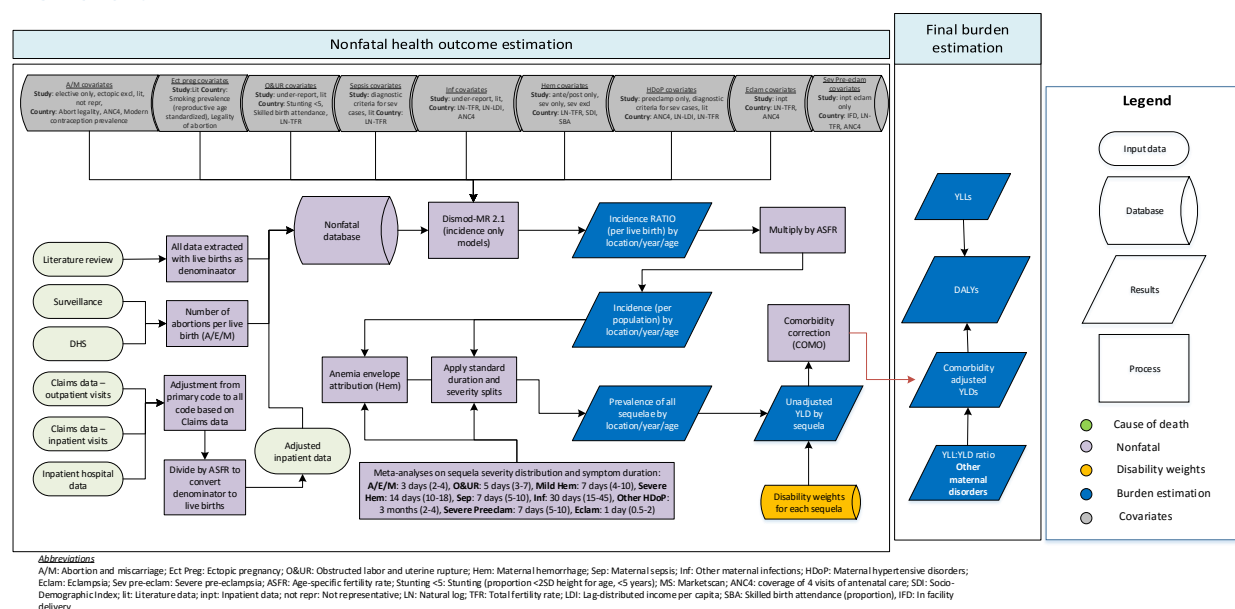 Nonfatal health outcome estimation
Final burden
estimation
A/M covariates
Study: elective only, ectopic excl, lit,
not repr,
Country: Abort legality, ANC4, Modern
contraception prevalence
Ect preg covariates
Study:Lit Country:
Smoking prevalence
(reproductive age
standardized), Legality
of abortion
O&UR covariates
Study: under-report, lit
Country: Stunting <5,
Skilled birth attendance,
LN-TFR
Sepsis covariates
Study: diagnostic
criteria for sev
cases, lit Country:
LN-TFR
Inf covariates
Study: under-report, lit
Country: LN-TFR, LN-LDI,
ANC4
Hem covariates
Study: ante/post only,
sev only, sev excl
Country: LN-TFR, SDI,
SBA
HDoP covariates
Study: preeclamp only, diagnostic
criteria for sev cases, lit
Country: ANC4, LN-LDI, LN-TFR
Eclam covariates
Study: inpt
Country: LN-TFR,
ANC4
Sev Pre-eclam
covariates
Study: inpt eclam
only
Country: IFD, LN-
TFR, ANC4
Nonfatal
database
Dismod-MR 2.1
(incidence only
models)
Incidence RATIO
(per live birth) by
location/year/age
Multiply by ASFR
Literature review
All data extracted
with live births as
denominaator
Surveillance
DHS
Number of
abortions per live
birth (A/E/M)
Incidence (per
population) by
location/year/age
Claims data –
outpatient visits
Claims data –
inpatient visits
Inpatient hospital
data
Adjustment from
primary code to all
code based on
Claims data
Divide by ASFR to
convert
denominator to
live births
Adjusted
inpatient data
Anemia envelope
attribution (Hem)
Apply standard
duration and
severity splits
Prevalence of all
sequelae by
location/year/age
Unadjusted
YLD by
sequela
Comorbidity
correction
(COMO)
Meta-analyses on sequela severity distribution and symptom duration:
A/E/M: 3 days (2-4), O&UR: 5 days (3-7), Mild Hem: 7 days (4-10), Severe
Hem: 14 days (10-18), Sep: 7 days (5-10), Inf: 30 days (15-45), Other HDoP:
3 months (2-4), Severe Preeclam: 7 days (5-10), Eclam: 1 day (0.5-2)
Disability weights
for each sequela
YLLs
DALYs
Comorbidity
adjusted
YLDs
YLL:YLD ratio
Other
maternal
disorders
Legend
Input data
Database
Results
Process
Cause of death
Nonfatal
Disability weights
Burden estimation
Covariates
Abbreviations
A/M: Abortion and miscarriage; Ect Preg: Ectopic pregnancy; O&UR: Obstructed labor and uterine rupture; Hem: Maternal hemorrhage; Sep: Maternal sepsis; Inf: Other maternal infections; HDoP: Maternal hypertensive disorders;
Eclam: Eclampsia; Sev pre-eclam: Severe pre-eclampsia; ASFR: Age-specific fertility rate; Stunting <5: Stunting (proportion <2SD height for age, <5 years); MS: Marketscan; ANC4: coverage of 4 visits of antenatal care; SDI: Socio-
Demographic Index; lit: Literature data; inpt: Inpatient data; not repr: Not representative; LN: Natural log; TFR: Total fertility rate; LDI: Lag-distributed income per capita; SBA: Skilled birth attendance (proportion), IFD: In facility
delivery